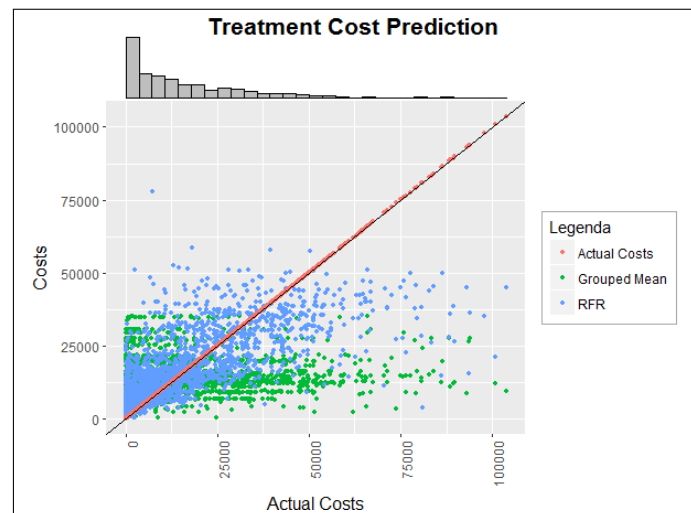 Treatment Cost Prediction
100000
75000
50000
25000
0
Costs
0
25000
50000
75000
100000
Actual Costs
Legenda
Actual Costs
Grouped Mean
RFR